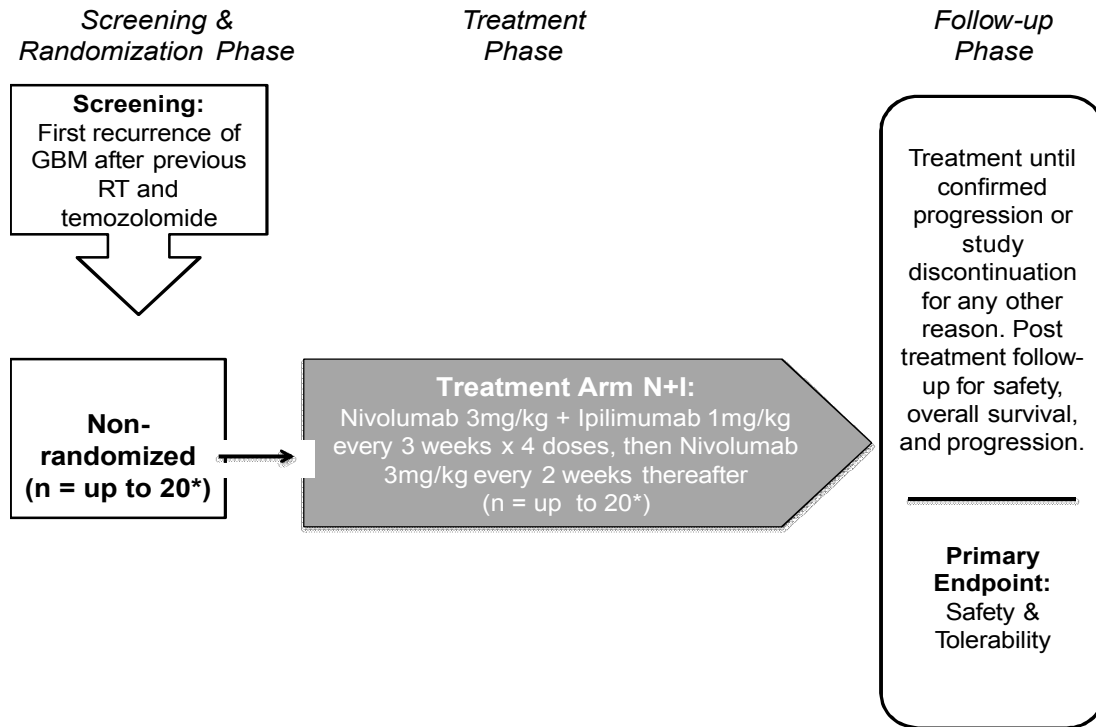 Screening &
Randomization Phase
Treatment
Phase
Follow-up
Phase
Screening:
First recurrence of
GBM after previous
RT and
temozolomide
Non-
randomized
(n = up to 20*)
Treatment Arm N+I:
Nivolumab 3mg/kg + Ipilimumab 1mg/kg
every 3 weeks x 4 doses, then Nivolumab
3mg/kg every 2 weeks thereafter
(n = up to 20*)
Treatment until
confirmed
progression or
study
discontinuation
for any other
reason. Post
treatment follow-
up for safety,
overall survival,
and progression.
Primary
Endpoint:
Safety &
Tolerability